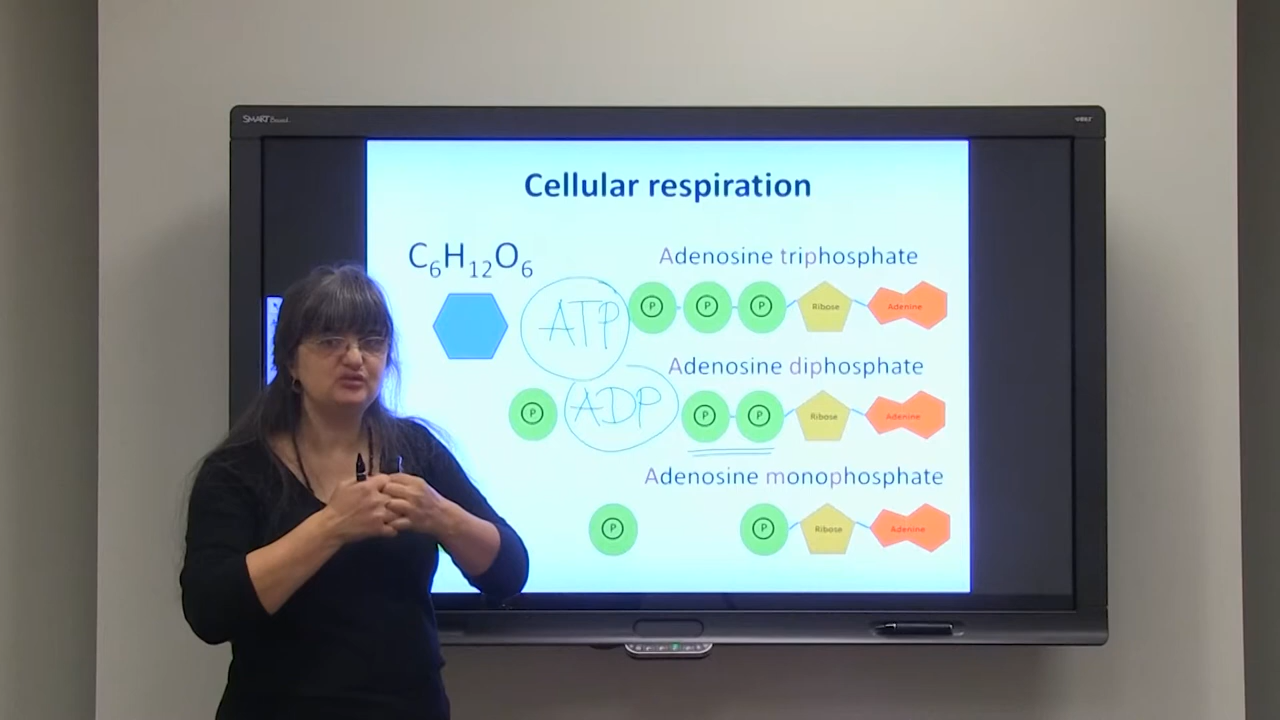 SMART Board
Cellular respiration
C₆H₁₂O₆
Adenosine triphosphate
ATP
P P P Ribose Adenine
Adenosine diphosphate
P
ADP
P P Ribose Adenine
Adenosine monophosphate
P
P Ribose Adenine